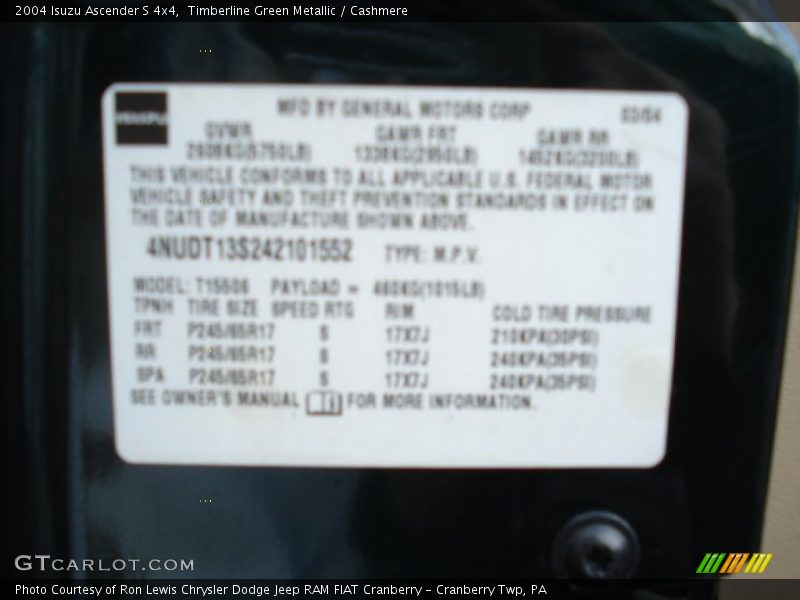 2004 Isuzu Ascender S 4x4,  Timberline Green Metallic / Cashmere
ISUZU
MFD BY GENERAL MOTORS CORP 03/04
GVWR GAWR FRT GAWR RR
2608KG(5750LB) 1338KG(2950LB) 1452KG(3200LB)
THIS VEHICLE CONFORMS TO ALL APPLICABLE U.S. FEDERAL MOTOR
VEHICLE SAFETY AND THEFT PREVENTION STANDARDS IN EFFECT ON
THE DATE OF MANUFACTURE SHOWN ABOVE.
4NUDT13S242101552 TYPE: M.P.V.
MODEL: T15506 PAYLOAD = 460KG(1015LB)
TPNH TIRE SIZE SPEED RTG RIM COLD TIRE PRESSURE
FRT P245/65R17 S 17X7J 210KPA(30PSI)
RR P245/65R17 S 17X7J 240KPA(35PSI)
SPA P245/65R17 S 17X7J 240KPA(35PSI)
SEE OWNER'S MANUAL FOR MORE INFORMATION.
GTCARLOT.COM
Photo Courtesy of Ron Lewis Chrysler Dodge Jeep RAM FIAT Cranberry - Cranberry Twp, PA